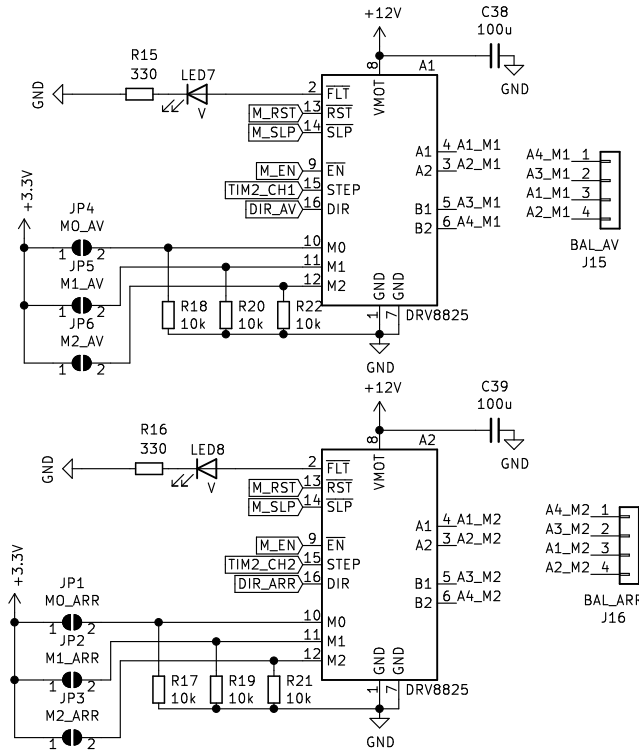 +12V
C38
100u
GND
A1
8
VMOT
R15
330
LED7
V
GND
2 FLT
M_RST 13 RST
M_SLP 14 SLP
M_EN 9 EN
TIM2_CH1 15 STEP
DIR_AV 16 DIR
10 M0
11 M1
12 M2
A1 4 A1_M1
A2 3 A2_M1
B1 5 A3_M1
B2 6 A4_M1
A4_M1 1
A3_M1 2
A1_M1 3
A2_M1 4
BAL_AV
J15
+3.3V
JP4
M0_AV
1 2
JP5
M1_AV
1 2
JP6
M2_AV
1 2
R18
10k
R20
10k
R22
10k
GND
GND
1
7
DRV8825
GND
+12V
C39
100u
GND
A2
8
VMOT
R16
330
LED8
V
GND
2 FLT
M_RST 13 RST
M_SLP 14 SLP
M_EN 9 EN
TIM2_CH2 15 STEP
DIR_ARR 16 DIR
10 M0
11 M1
12 M2
A1 4 A1_M2
A2 3 A2_M2
B1 5 A3_M2
B2 6 A4_M2
A4_M2 1
A3_M2 2
A1_M2 3
A2_M2 4
BAL_ARR
J16
+3.3V
JP1
M0_ARR
1 2
JP2
M1_ARR
1 2
JP3
M2_ARR
1 2
R17
10k
R19
10k
R21
10k
GND
GND
1
7
DRV8825
GND